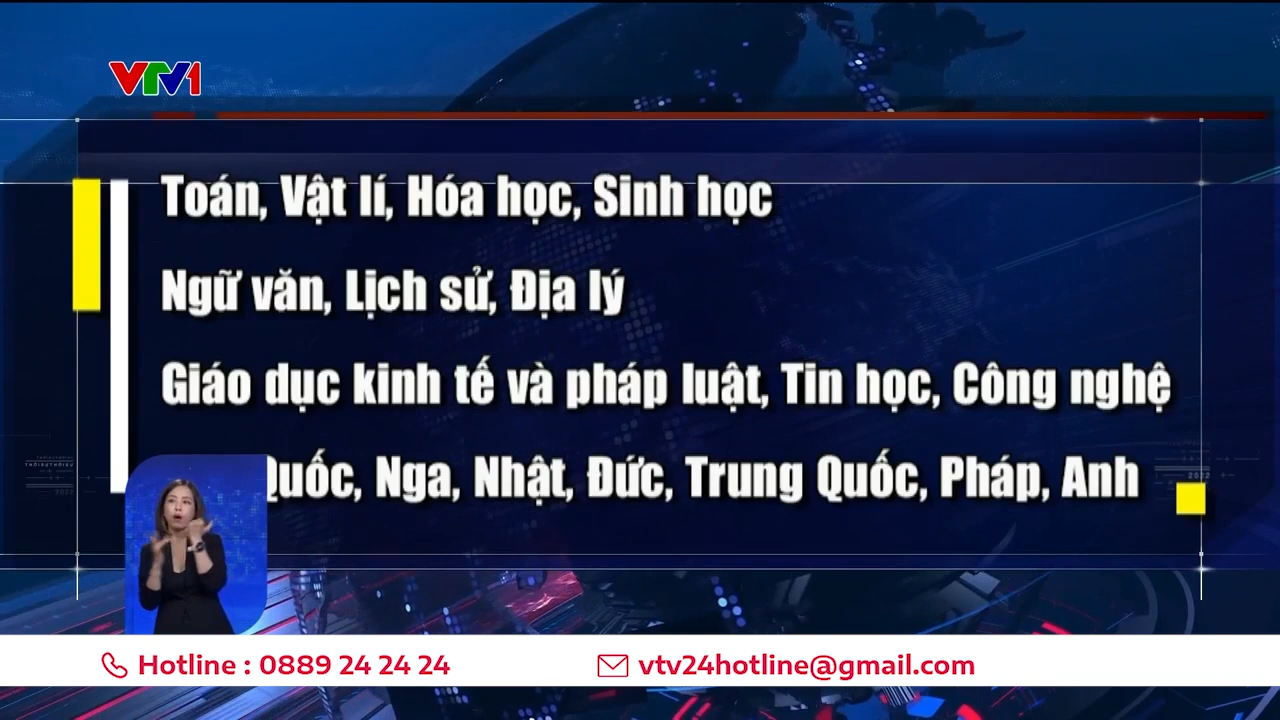 VTV1
Toán, Vật lí, Hóa học, Sinh học
Ngữ văn, Lịch sử, Địa lý
Giáo dục kinh tế và pháp luật, Tin học, Công nghệ
Quốc, Nga, Nhật, Đức, Trung Quốc, Pháp, Anh
Hotline : 0889 24 24 24
vtv24hotline@gmail.com